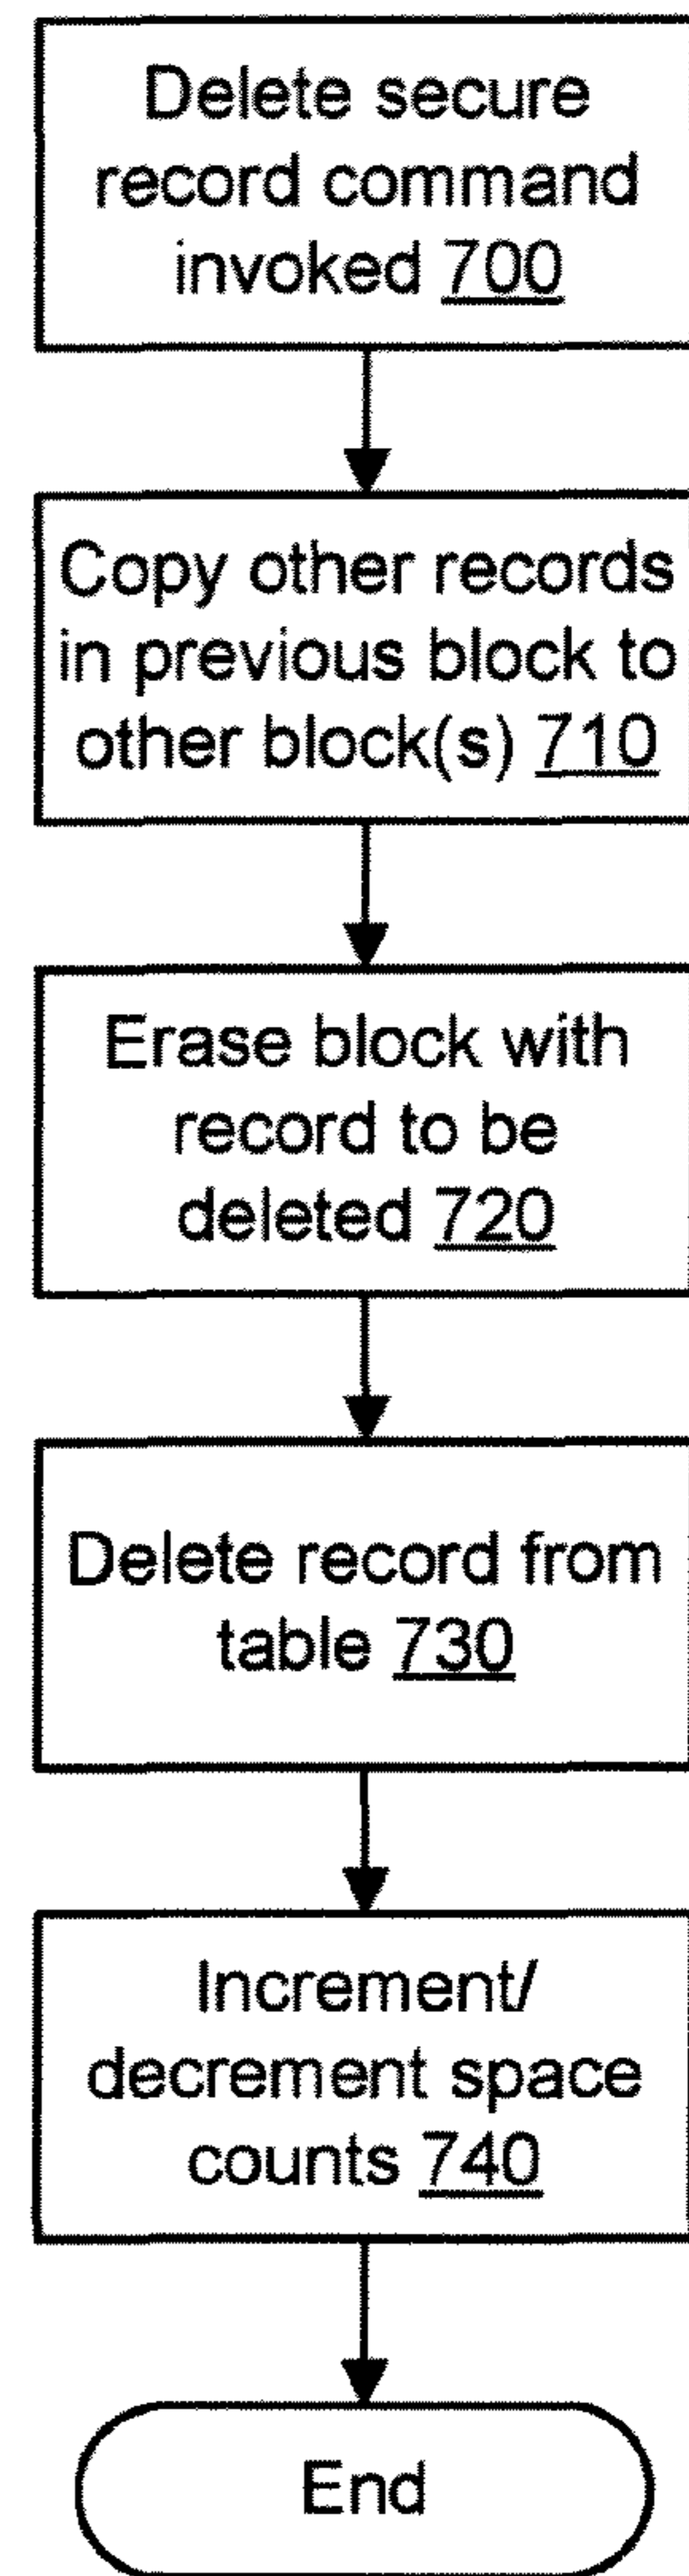 Delete secure
record command
invoked 700
Copy other records
in previous block to
other block(s) 710
Erase block with
record to be
deleted 720
Delete record from
table 730
Increment/
decrement space
counts 740
End